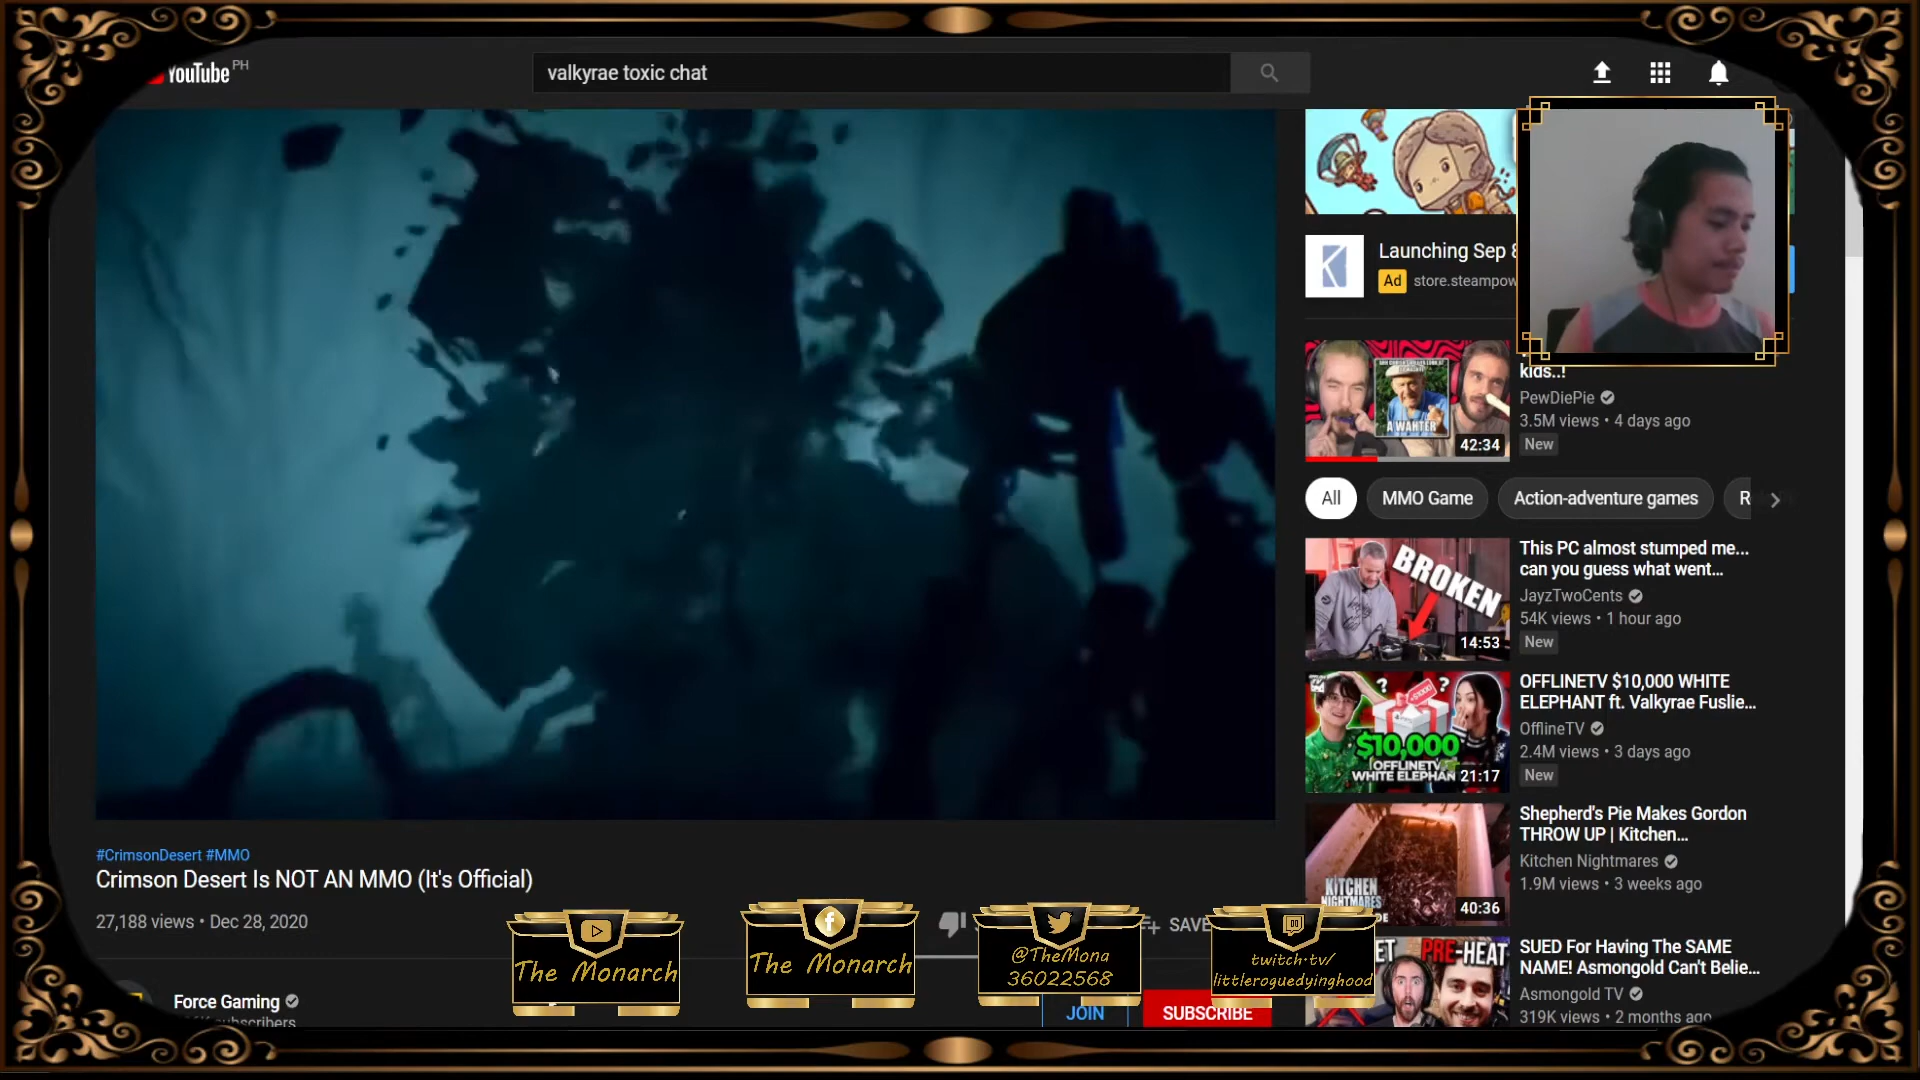 YouTube PH
valkyrae toxic chat
Launching Sep 8
Ad store.steampow
kids..!
PewDiePie
3.5M views • 4 days ago
New
A WAHTER
42:34
All
MMO Game
Action-adventure games
R
This PC almost stumped me...
can you guess what went...
JayzTwoCents
54K views • 1 hour ago
New
BROKEN
14:53
OFFLINETV $10,000 WHITE
ELEPHANT ft. Valkyrae Fuslie...
OfflineTV
2.4M views • 3 days ago
New
? ?
$10,000
OFFLINETV
WHITE ELEPHAN
21:17
Shepherd's Pie Makes Gordon
THROW UP | Kitchen...
Kitchen Nightmares
1.9M views • 3 weeks ago
KITCHEN
NIGHTMARES
40:36
SUED For Having The SAME
NAME! Asmongold Can't Belie...
Asmongold TV
319K views • 2 months ago
PRE-HEAT
#CrimsonDesert #MMO
Crimson Desert Is NOT AN MMO (It's Official)
27,188 views • Dec 28, 2020
SAVE
Force Gaming
subscribers
JOIN
SUBSCRIBE
The Monarch
The Monarch
@TheMona
36022568
twitch.tv/
littleroguedyinghood